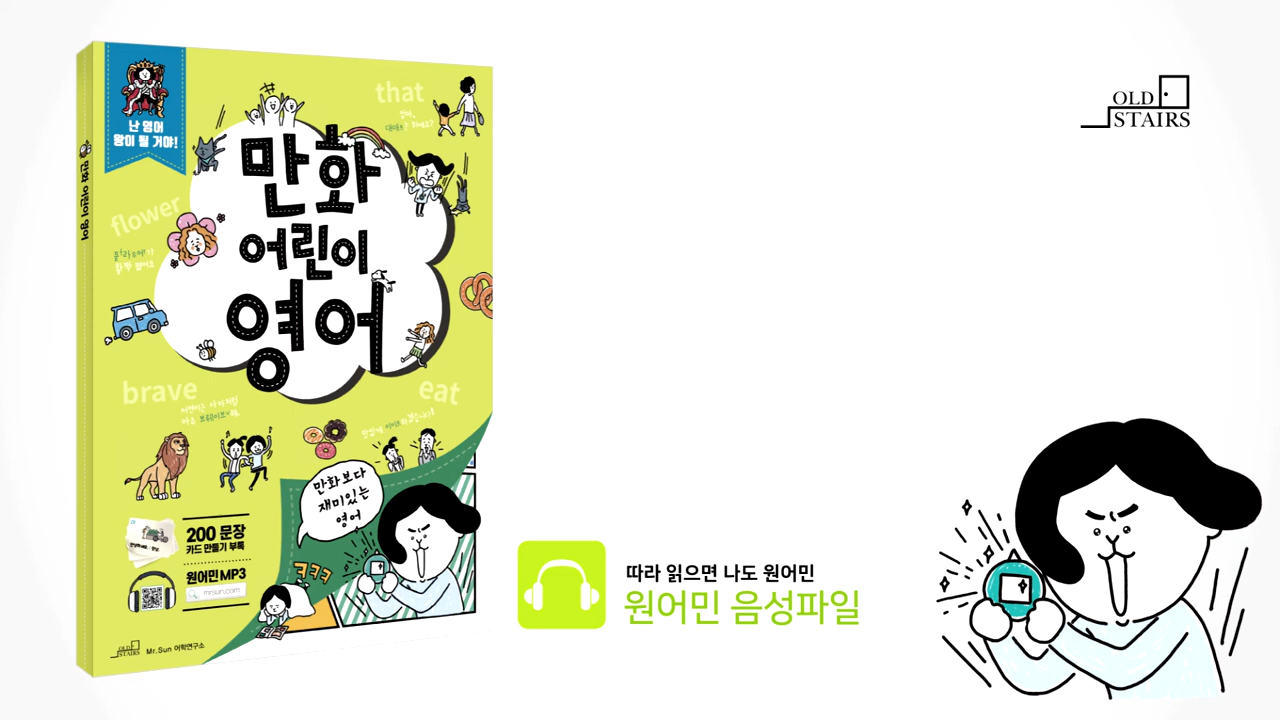 난 영어
왕이 될 거야!
만화 어린이 영어
that
flower
만화
어린이
영어
brave
eat
만화보다
재미있는
영어
ㅋㅋㅋ
200 문장
카드 만들기 부록
원어민 MP3
mrsun.com
OLD
STAIRS
Mr.Sun 어학연구소
따라 읽으면 나도 원어민
원어민 음성파일
OLD
STAIRS